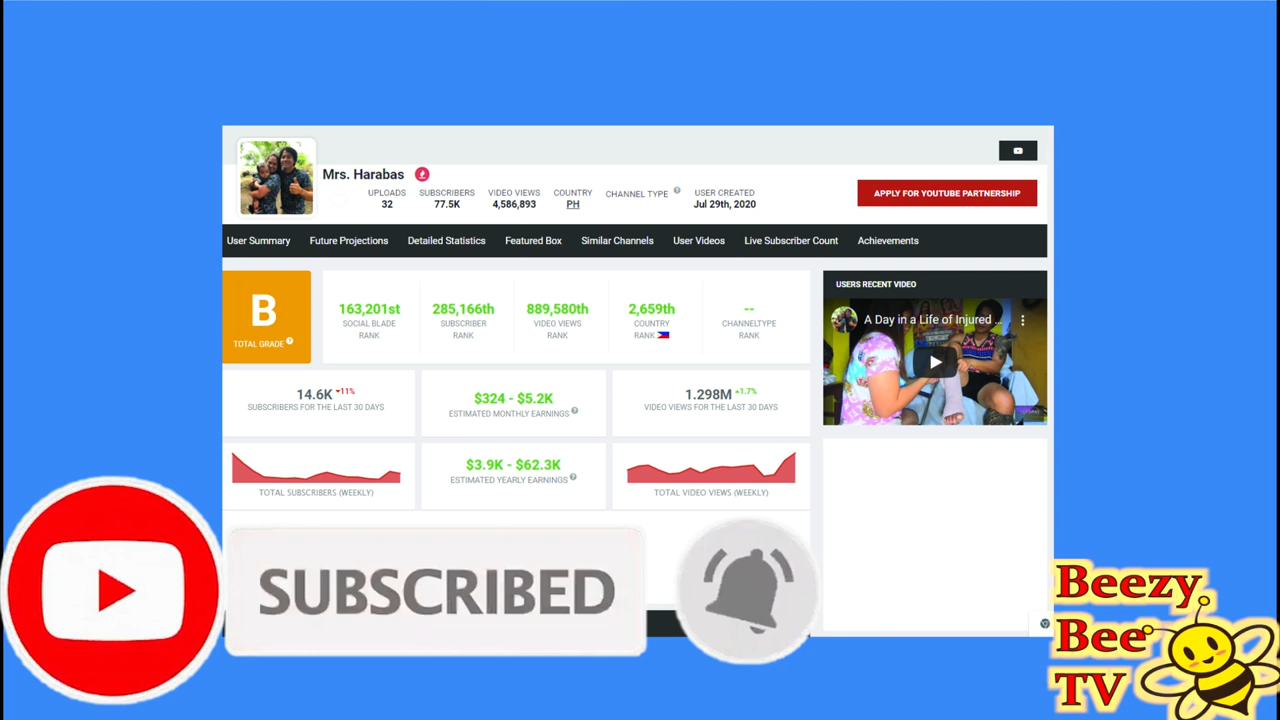 Mrs. Harabas
UPLOADS
32
SUBSCRIBERS
77.5K
VIDEO VIEWS
4,586,893
COUNTRY
PH
CHANNEL TYPE
USER CREATED
Jul 29th, 2020
APPLY FOR YOUTUBE PARTNERSHIP
User Summary Future Projections Detailed Statistics Featured Box Similar Channels User Videos Live Subscriber Count Achievements
B
TOTAL GRADE
163,201st
SOCIAL BLADE
RANK
285,166th
SUBSCRIBER
RANK
889,580th
VIDEO VIEWS
RANK
2,659th
COUNTRY
RANK
--
CHANNELTYPE
RANK
USERS RECENT VIDEO
A Day in a Life of Injured ...
14.6K 11%
SUBSCRIBERS FOR THE LAST 30 DAYS
$324 - $5.2K
ESTIMATED MONTHLY EARNINGS
1.298M 1.7%
VIDEO VIEWS FOR THE LAST 30 DAYS
TOTAL SUBSCRIBERS (WEEKLY)
$3.9K - $62.3K
ESTIMATED YEARLY EARNINGS
TOTAL VIDEO VIEWS (WEEKLY)
SUBSCRIBED
Beezy
Bee
TV